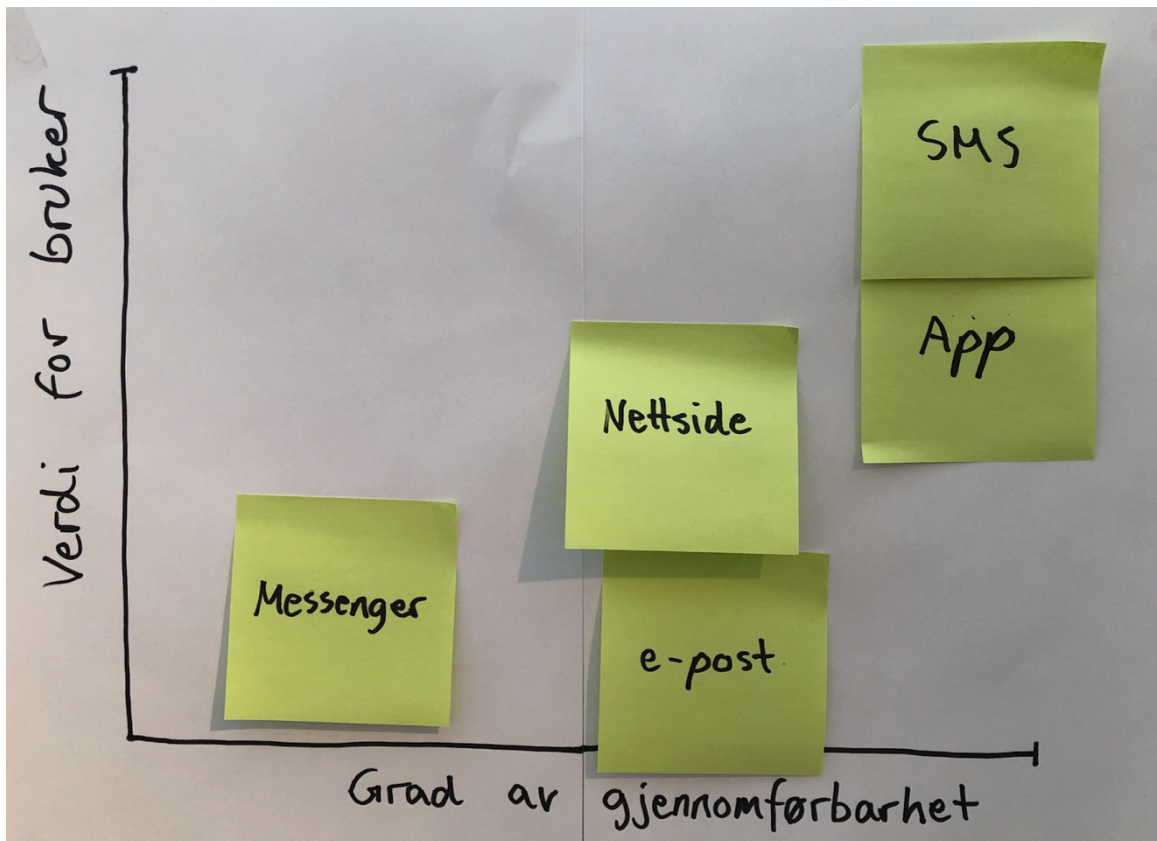 Verdi for bruker
SMS
App
Nettside
Messenger
e-post
Grad av gjennomførbarhet